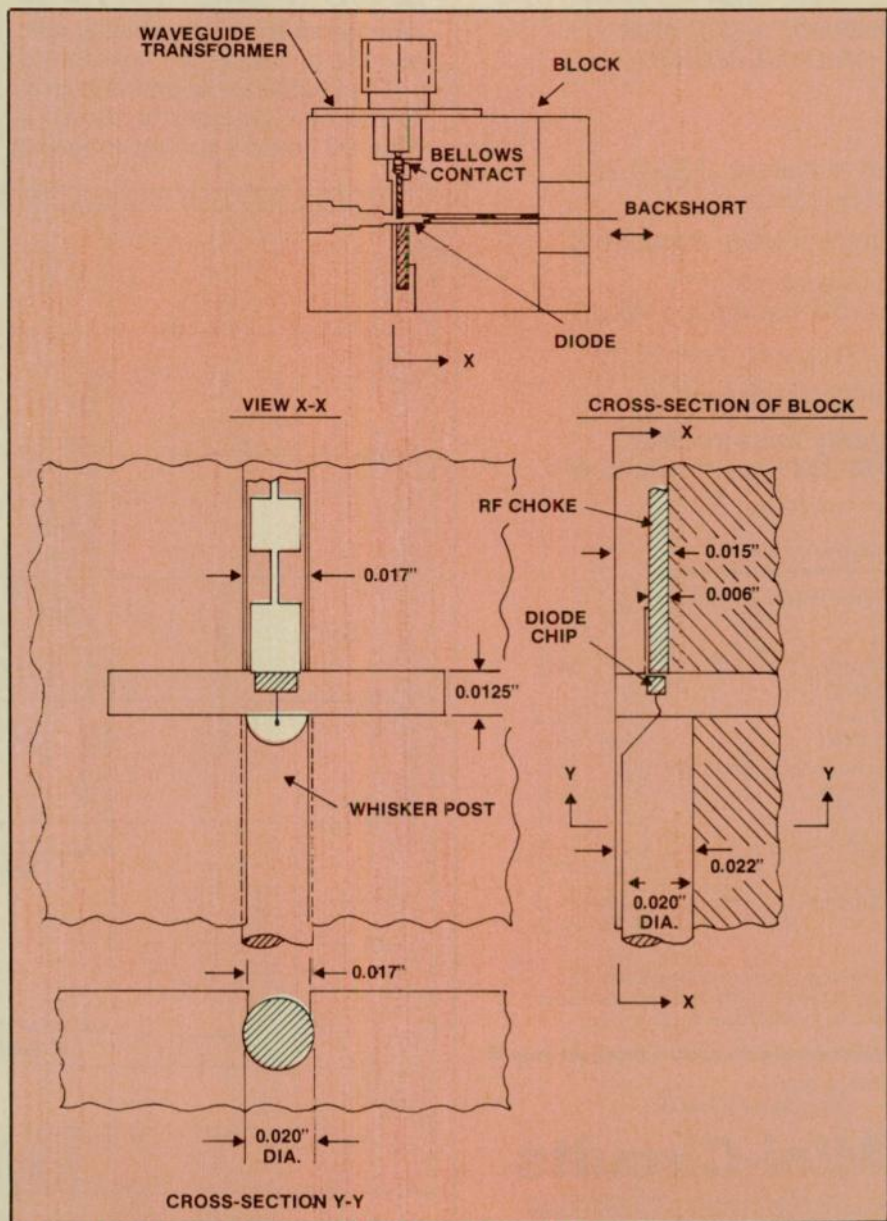 WAVEGUIDE
TRANSFORMER
BLOCK
BELLOWS
CONTACT
BACKSHORT
DIODE
X
VIEW X-X
CROSS-SECTION OF BLOCK
X
RF CHOKE
0.015"
0.017"
0.006"
DIODE
CHIP
0.0125"
Y
Y
WHISKER POST
0.022"
0.020"
DIA.
0.017"
X
0.020"
DIA.
CROSS-SECTION Y-Y